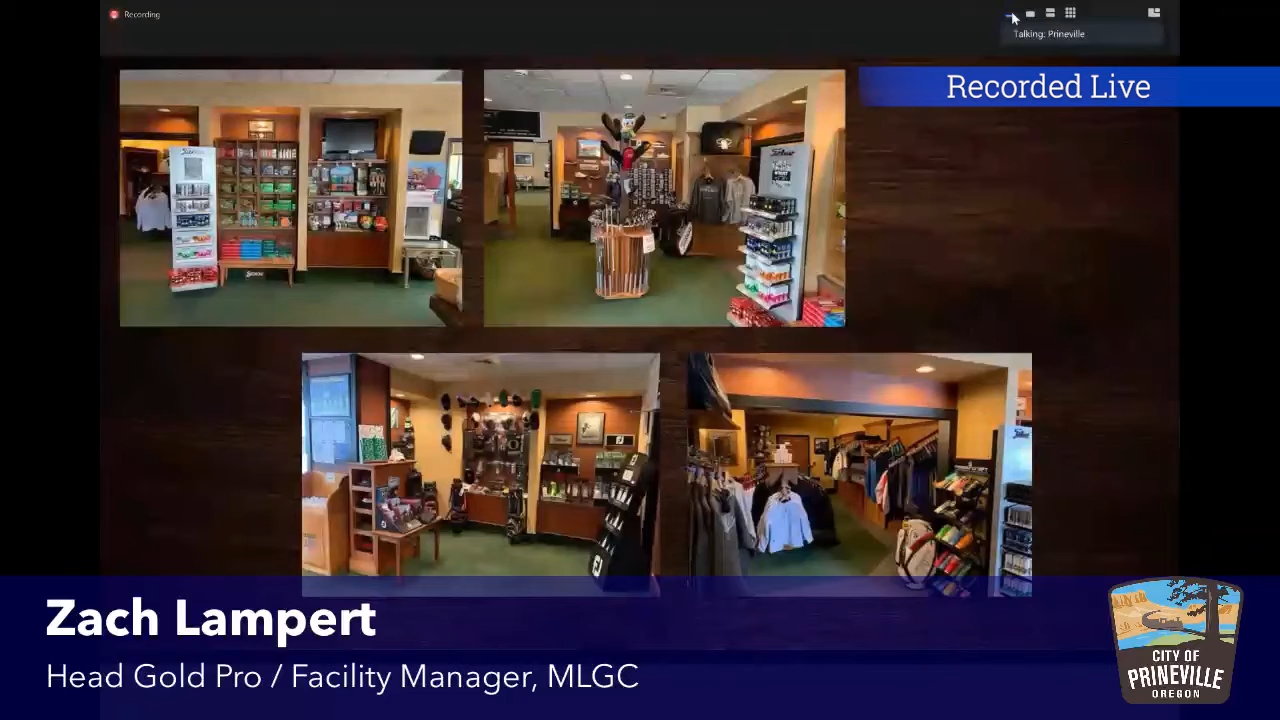 Recording
Talking: Prineville
Recorded Live
Zach Lampert
Head Gold Pro / Facility Manager, MLGC
CITY OF
PRINEVILLE
OREGON